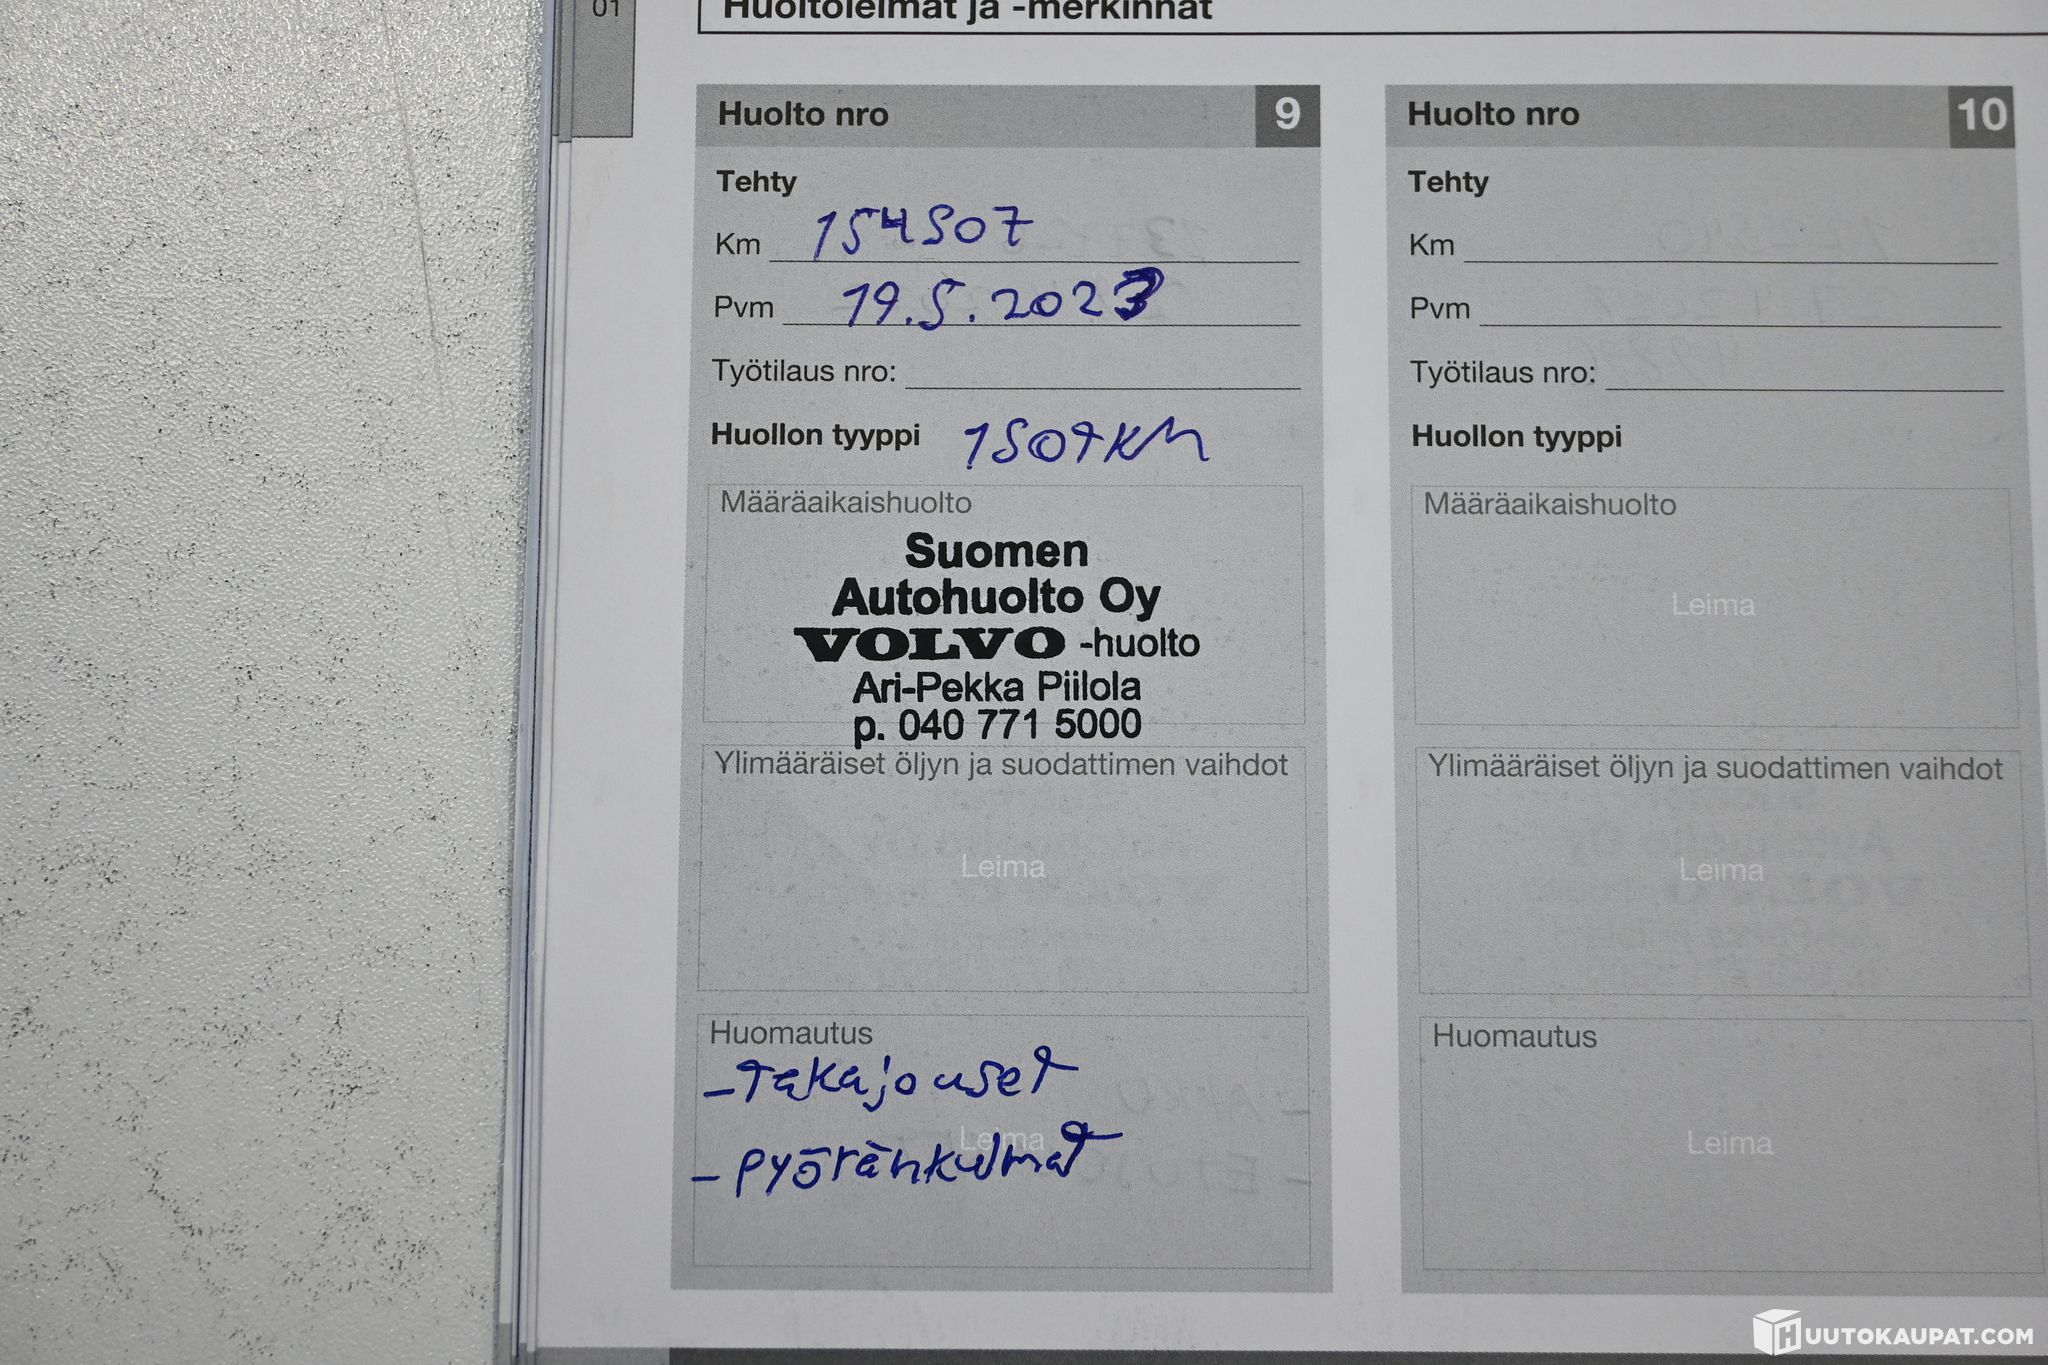 01
Huoltoleimat ja -merkinnät
Huolto nro 9
Tehty
Km 154507
Pvm 19.5.2023
Työtilaus nro:
Huollon tyyppi 150tkm
Määräaikaishuolto
Suomen
Autohuolto Oy
VOLVO -huolto
Ari-Pekka Piilola
p. 040 771 5000
Ylimääräiset öljyn ja suodattimen vaihdot
Leima
Huomautus
- takajouset
Leima
- pyöränkulmat
Huolto nro 10
Tehty
Km
Pvm
Työtilaus nro:
Huollon tyyppi
Määräaikaishuolto
Leima
Ylimääräiset öljyn ja suodattimen vaihdot
Leima
Huomautus
Leima
HUUTOKAUPAT.COM